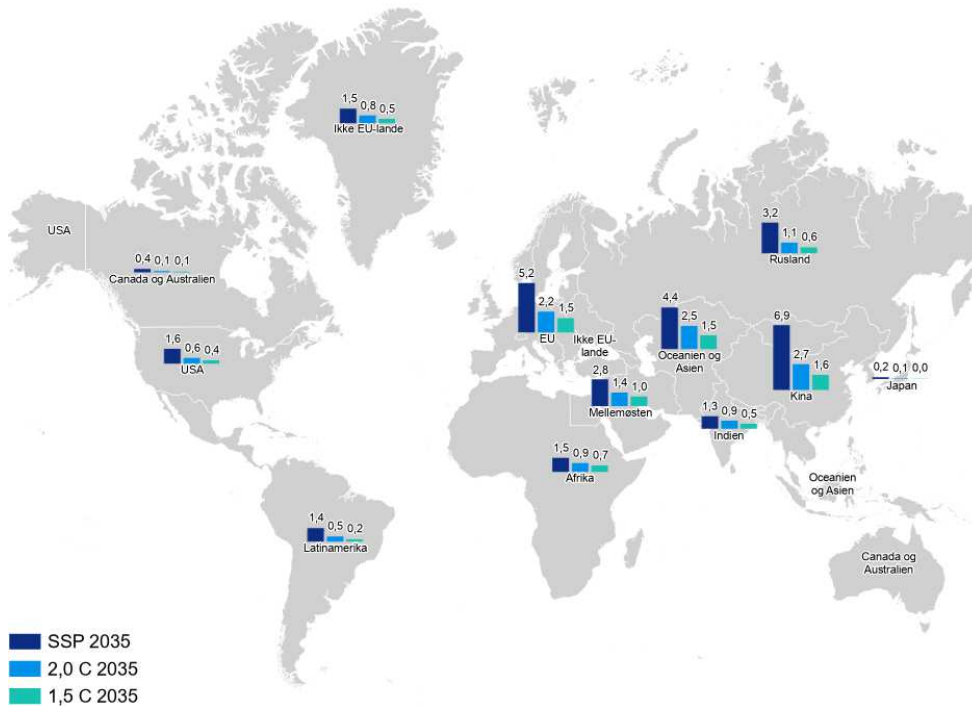 1,5 0,8 0,5
Ikke EU-lande
USA
3,2 1,1 0,6
Rusland
0,4 0,1 0,1
Canada og Australien
5,2 2,2 1,5
EU
Ikke EU-
lande
4,4 2,5 1,5
Oceanien og
Asien
6,9 2,7 1,6
Kina
1,6 0,6 0,4
USA
0,2 0,1 0,0
Japan
2,8 1,4 1,0
Mellemøsten
1,3 0,9 0,5
Indien
1,5 0,9 0,7
Afrika
Oceanien
og Asien
1,4 0,5 0,2
Latinamerika
Canada og
Australien
SSP 2035
2,0 C 2035
1,5 C 2035